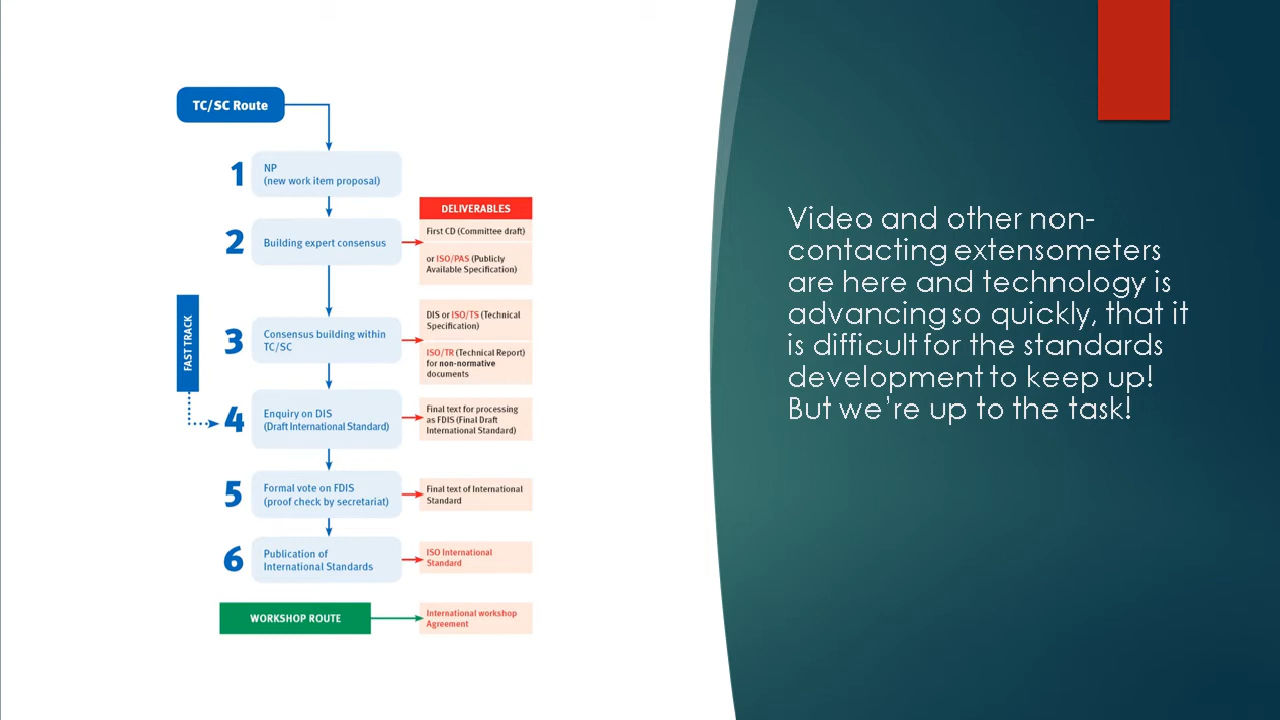 TC/SC Route
1
NP
(new work item proposal)
2
Building expert consensus
DELIVERABLES
First CD (Committee draft)
or ISO/PAS (Publicly
Available Specification)
FAST TRACK
3
Consensus building within
TC/SC
DIS or ISO/TS (Technical
Specification)
ISO/TR (Technical Report)
for non-normative
documents
4
Enquiry on DIS
(Draft International Standard)
Final text for processing
as FDIS (Final Draft
International Standard)
5
Formal vote on FDIS
(proof check by secretariat)
Final text of International
Standard
6
Publication of
International Standards
ISO International
Standard
WORKSHOP ROUTE
International workshop
Agreement
Video and other non-
contacting extensometers
are here and technology is
advancing so quickly, that it
is difficult for the standards
development to keep up!
But we're up to the task!